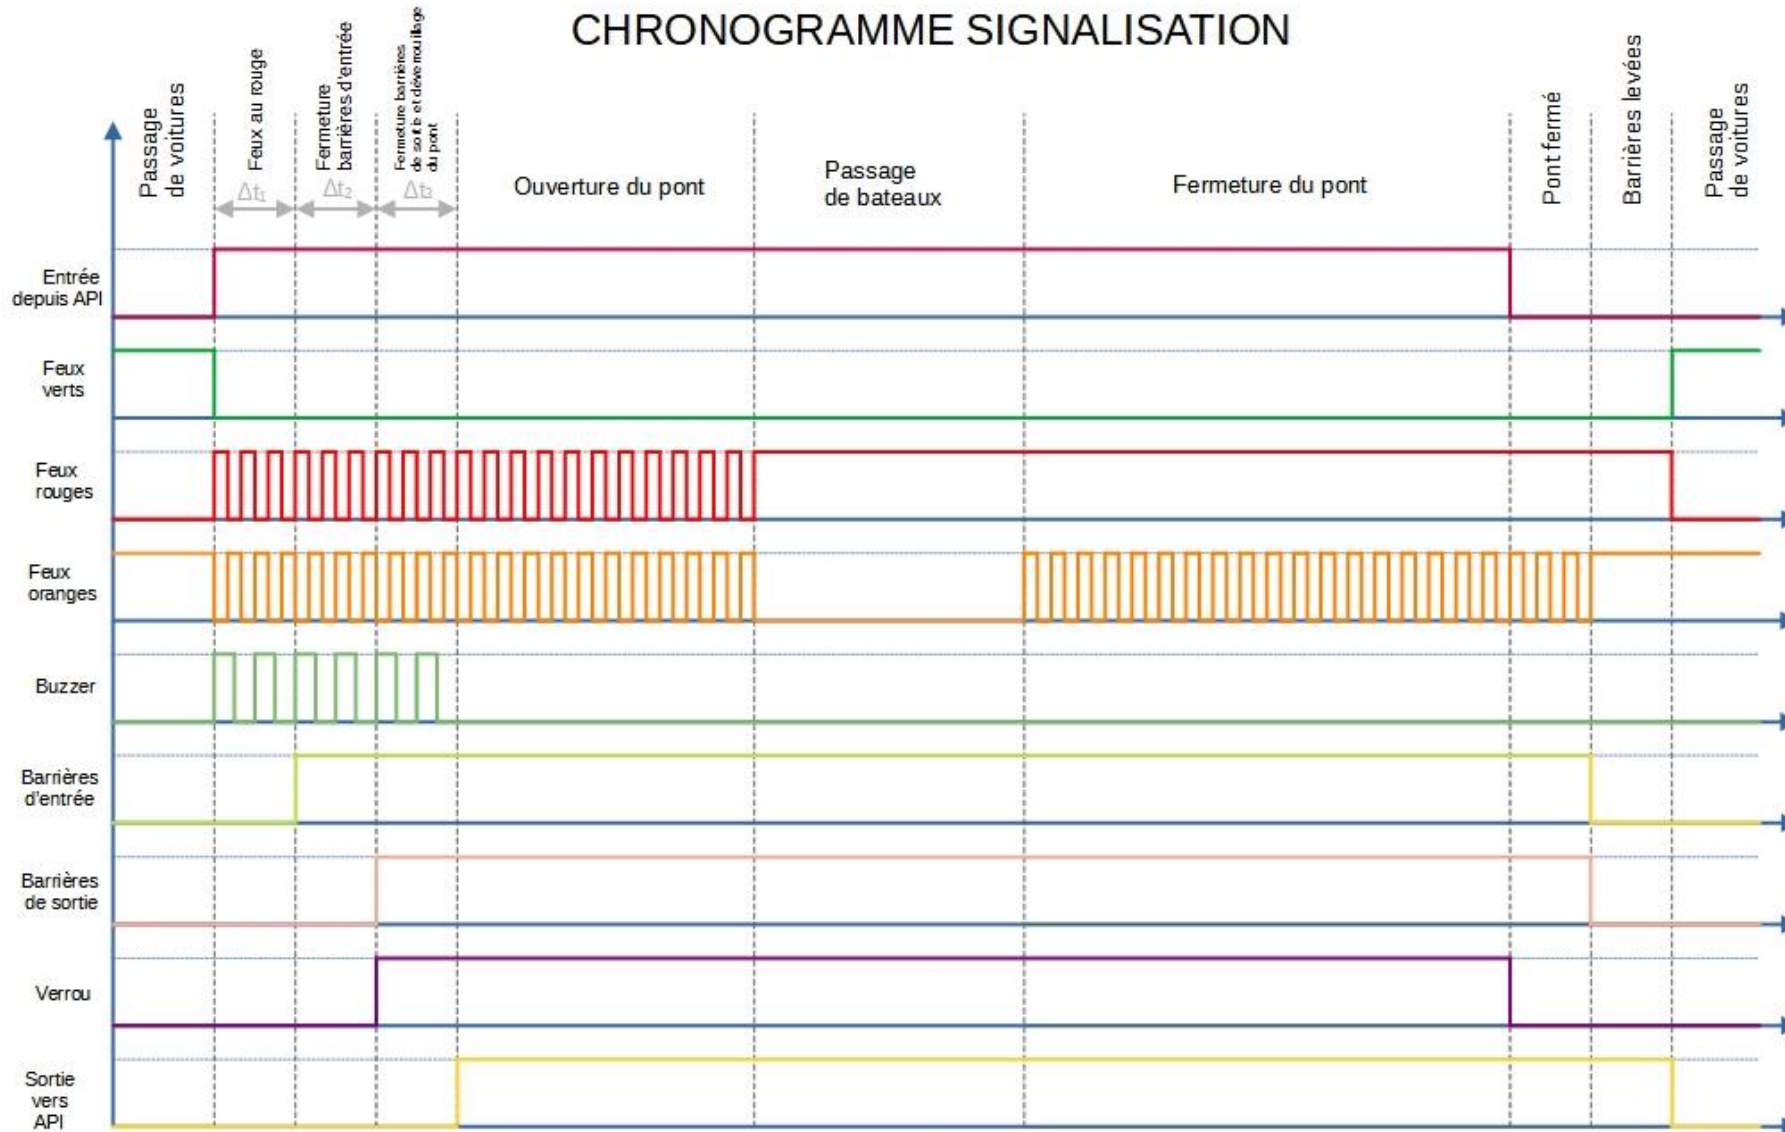 CHRONOGRAMME SIGNALISATION
Passage
de voitures
Feux au rouge
Fermeture
barrières d'entrée
Fermeture barrières
de sortie et déverrouillage
du pont
Ouverture du pont
Passage
de bateaux
Fermeture du pont
Pont fermé
Barrières levées
Passage
de voitures
Δt₁
Δt₂
Δt₃
Entrée
depuis API
Feux
verts
Feux
rouges
Feux
oranges
Buzzer
Barrières
d'entrée
Barrières
de sortie
Verrou
Sortie
vers
API